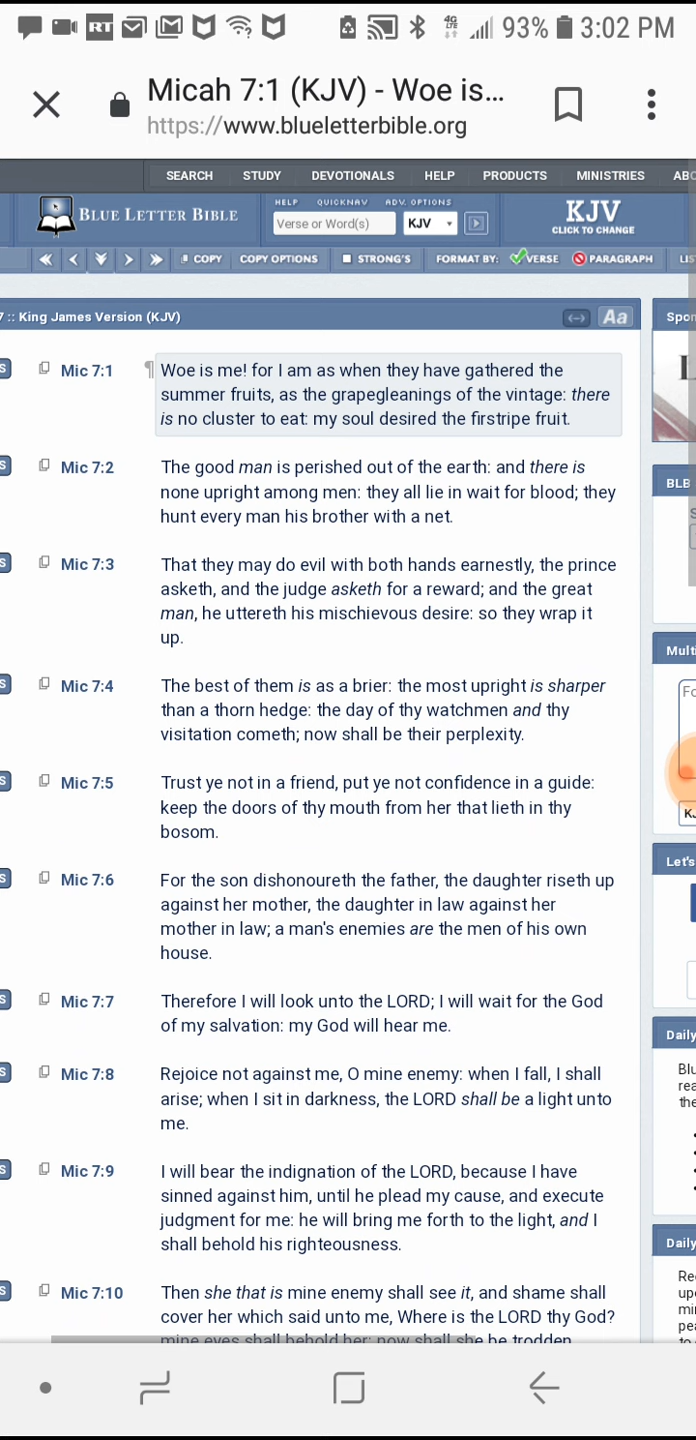 RT 4G LTE 93% 3:02 PM
Micah 7:1 (KJV) - Woe is...
https://www.blueletterbible.org
SEARCH STUDY DEVOTIONALS HELP PRODUCTS MINISTRIES
BLUE LETTER BIBLE
HELP QUICKNAV ADV. OPTIONS
Verse or Word(s) KJV
KJV
CLICK TO CHANGE
COPY COPY OPTIONS STRONG'S FORMAT BY: VERSE PARAGRAPH
7 :: King James Version (KJV) Aa
Mic 7:1 ¶ Woe is me! for I am as when they have gathered the
summer fruits, as the grapegleanings of the vintage: there
is no cluster to eat: my soul desired the firstripe fruit.
Mic 7:2 The good man is perished out of the earth: and there is
none upright among men: they all lie in wait for blood; they
hunt every man his brother with a net.
Mic 7:3 That they may do evil with both hands earnestly, the prince
asketh, and the judge asketh for a reward; and the great
man, he uttereth his mischievous desire: so they wrap it
up.
Mic 7:4 The best of them is as a brier: the most upright is sharper
than a thorn hedge: the day of thy watchmen and thy
visitation cometh; now shall be their perplexity.
Mic 7:5 Trust ye not in a friend, put ye not confidence in a guide:
keep the doors of thy mouth from her that lieth in thy
bosom.
Mic 7:6 For the son dishonoureth the father, the daughter riseth up
against her mother, the daughter in law against her
mother in law; a man's enemies are the men of his own
house.
Mic 7:7 Therefore I will look unto the LORD; I will wait for the God
of my salvation: my God will hear me.
Mic 7:8 Rejoice not against me, O mine enemy: when I fall, I shall
arise; when I sit in darkness, the LORD shall be a light unto
me.
Mic 7:9 I will bear the indignation of the LORD, because I have
sinned against him, until he plead my cause, and execute
judgment for me: he will bring me forth to the light, and I
shall behold his righteousness.
Mic 7:10 Then she that is mine enemy shall see it, and shame shall
cover her which said unto me, Where is the LORD thy God?
mine eyes shall behold her: now shall she be trodden
BLB
Let's
Daily
Daily